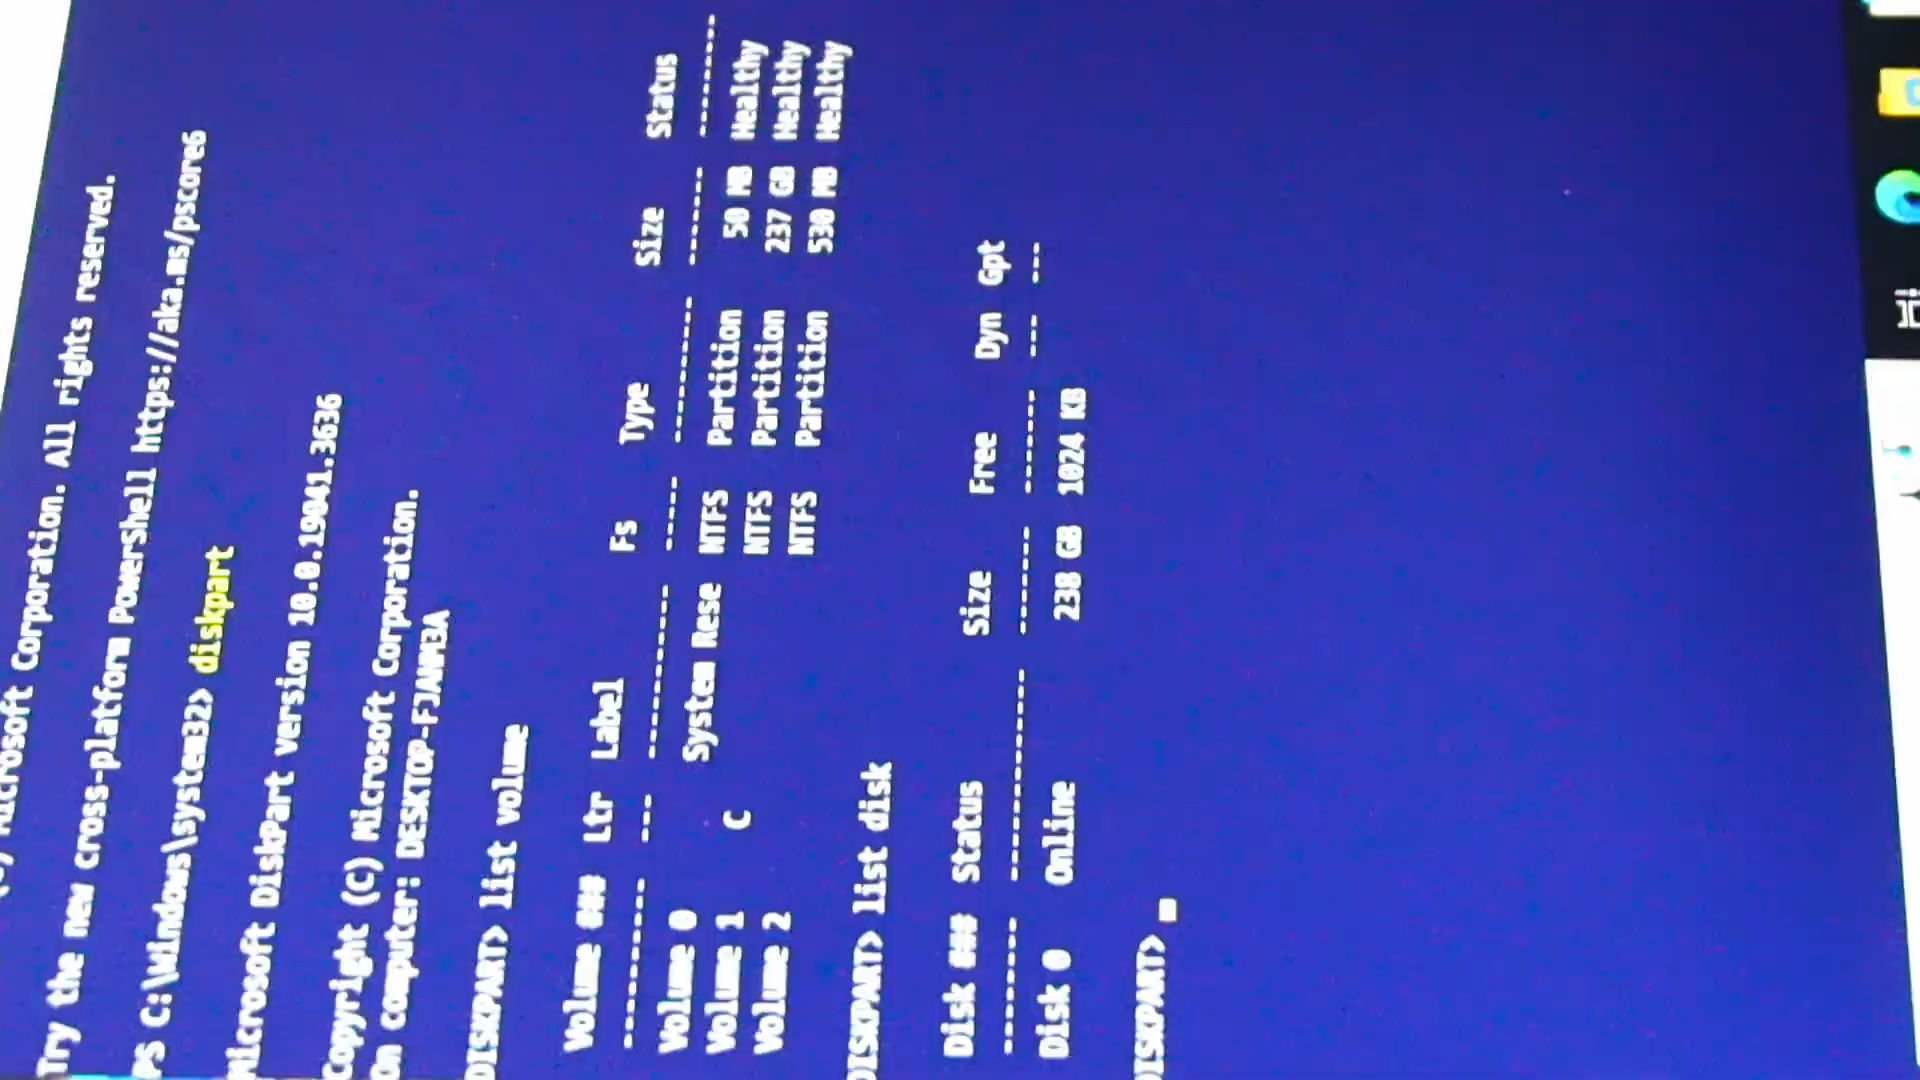 Microsoft Corporation. All rights reserved.
Try the new cross-platform PowerShell https://aka.ms/pscore6
PS C:\Windows\system32> diskpart
Microsoft DiskPart version 10.0.19041.3636
Copyright (C) Microsoft Corporation.
On computer: DESKTOP-FJANM3A
DISKPART> list volume
Volume ###  Ltr  Label        Fs     Type        Size     Status
----------  ---  -----------  -----  ----------  -------  ---------
Volume 0         System Rese  NTFS   Partition     50 MB  Healthy
Volume 1     C                NTFS   Partition    237 GB  Healthy
Volume 2                      NTFS   Partition    530 MB  Healthy
DISKPART> list disk
Disk ###  Status         Size     Free     Dyn  Gpt
--------  -------------  -------  -------  ---  ---
Disk 0    Online          238 GB  1024 KB
DISKPART>